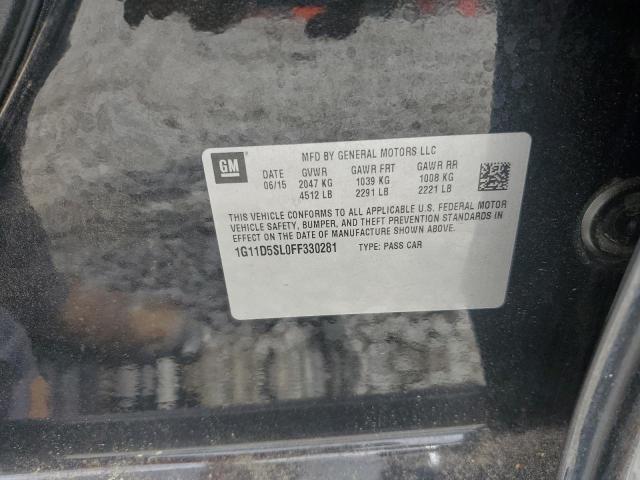 GM
MFD BY GENERAL MOTORS LLC
DATE GVWR GAWR FRT GAWR RR
06/15 2047 KG 1039 KG 1008 KG
4512 LB 2291 LB 2221 LB
THIS VEHICLE CONFORMS TO ALL APPLICABLE U.S. FEDERAL MOTOR
VEHICLE SAFETY, BUMPER, AND THEFT PREVENTION STANDARDS IN
EFFECT ON THE DATE OF MANUFACTURE SHOWN ABOVE.
1G11D5SL0FF330281 TYPE: PASS CAR